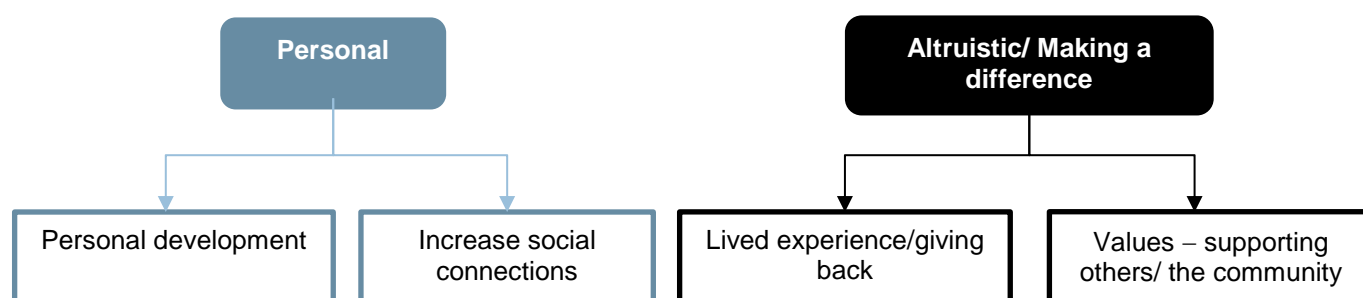 Personal
Altruistic/ Making a
difference
Personal development
Increase social
connections
Lived experience/giving
back
Values – supporting
others/ the community